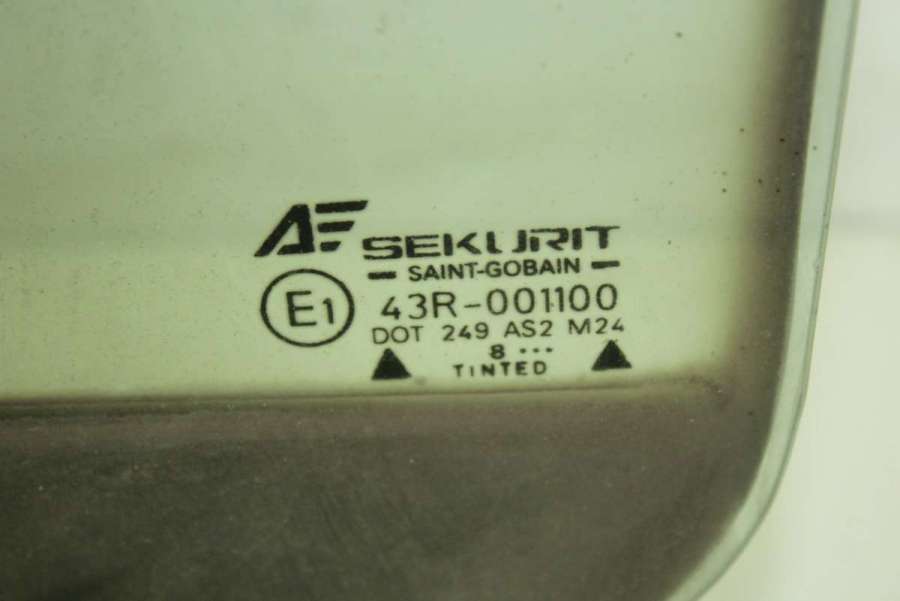 AF SEKURIT
SAINT-GOBAIN
E1 43R-001100
DOT 249 AS2 M24
8 ...
TINTED